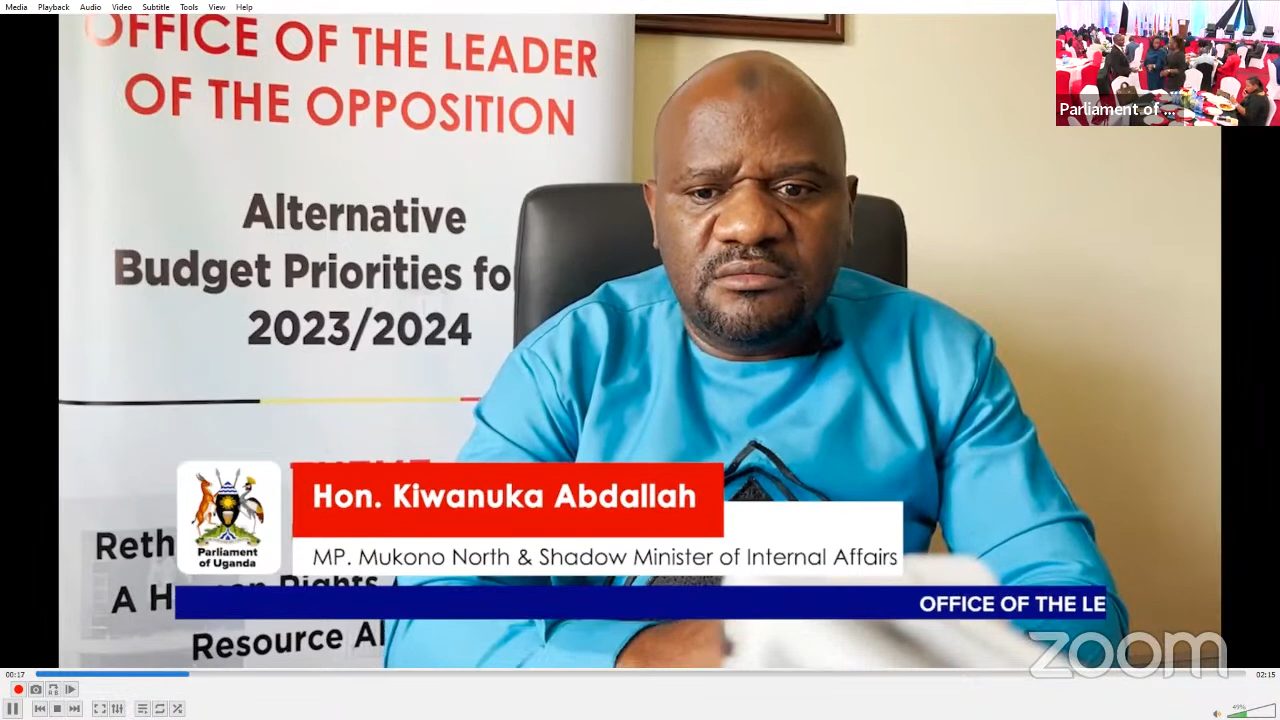 Media Playback Audio Video Subtitle Tools View Help
OFFICE OF THE LEADER
OF THE OPPOSITION
Alternative
Budget Priorities fo
2023/2024
Parliament of ...
Hon. Kiwanuka Abdallah
MP. Mukono North & Shadow Minister of Internal Affairs
Parliament
of Uganda
Reth
A H Rights
Resource Al
OFFICE OF THE LE
zoom
00:17
02:15
49%